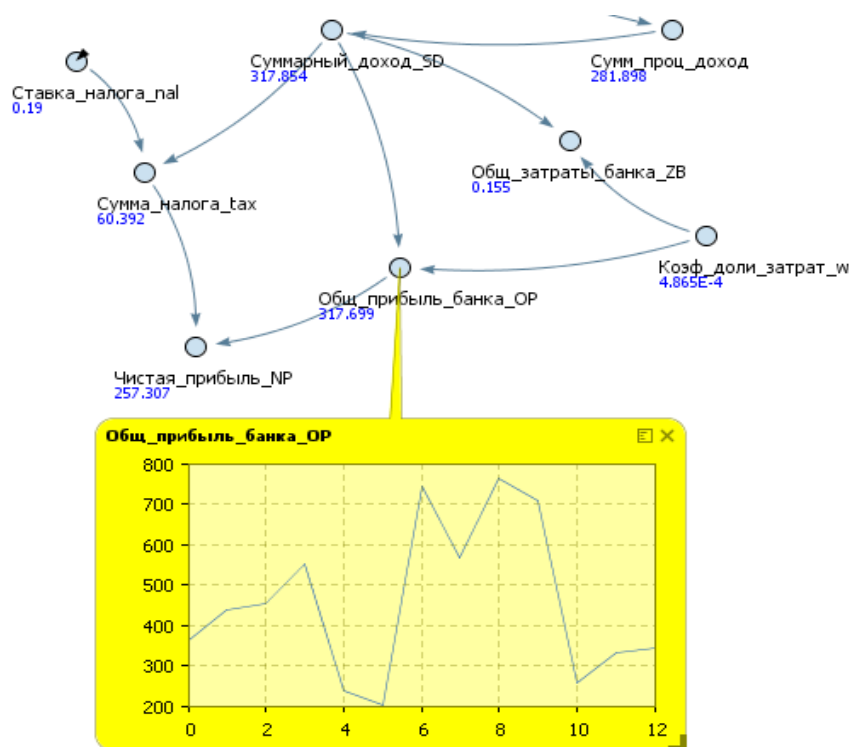 Суммарный_доход_SD
317.854
Сумм_проц_доход
281.898
Ставка_налога_nal
0.19
Общ_затраты_банка_ZB
0.155
Сумма_налога_tax
60.392
Коэф_доли_затрат_w
4.865E-4
Общ_прибыль_банка_OP
317.699
Чистая_прибыль_NP
257.307
Общ_прибыль_банка_OP
800
700
600
500
400
300
200
0 2 4 6 8 10 12